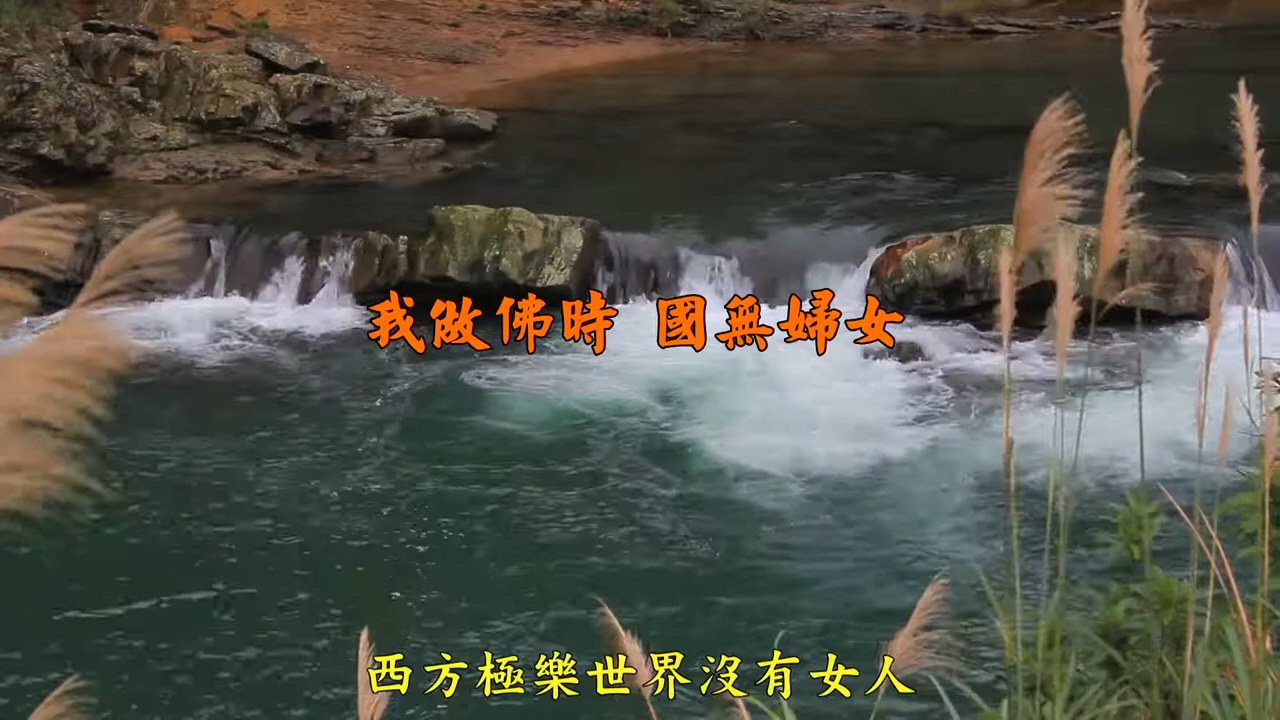 我做佛時 國無婦女
西方極樂世界沒有女人